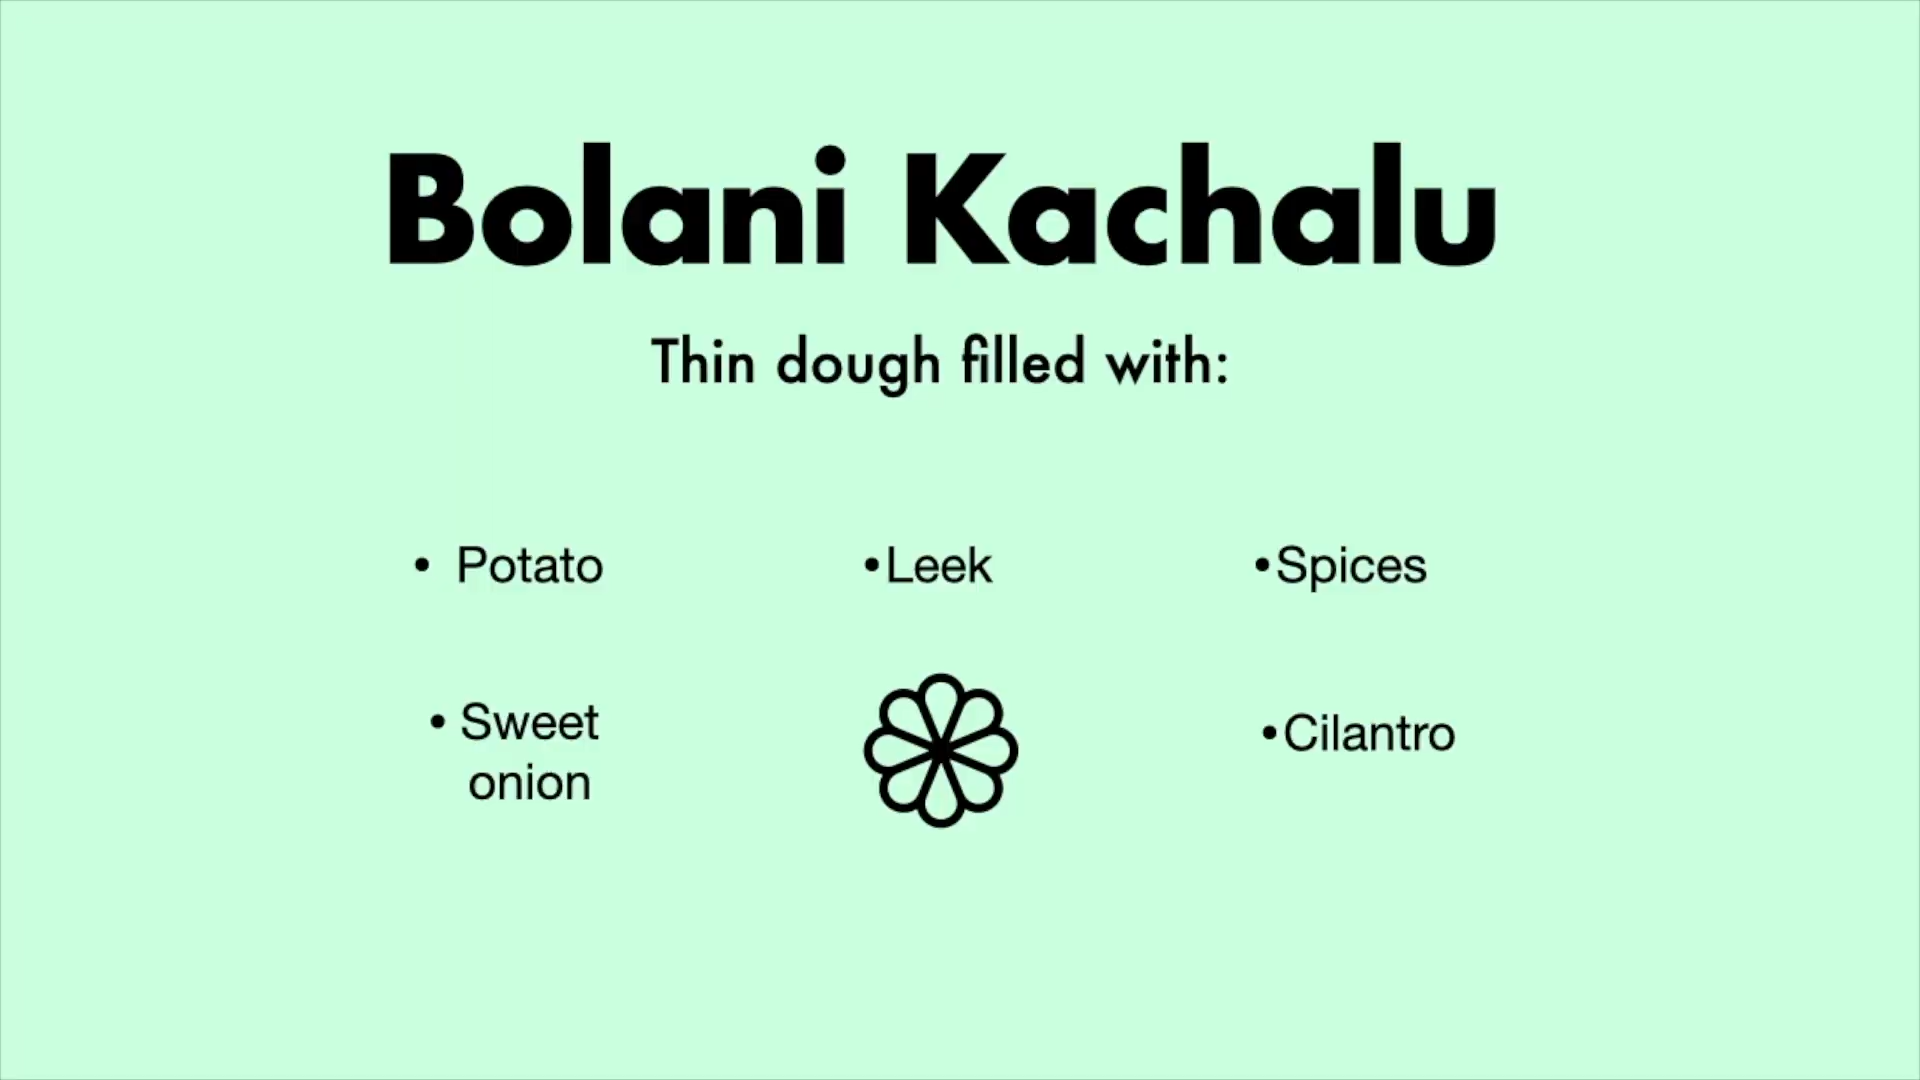 Bolani Kachalu
Thin dough filled with:
• Potato
•Leek
•Spices
• Sweet
onion
•Cilantro